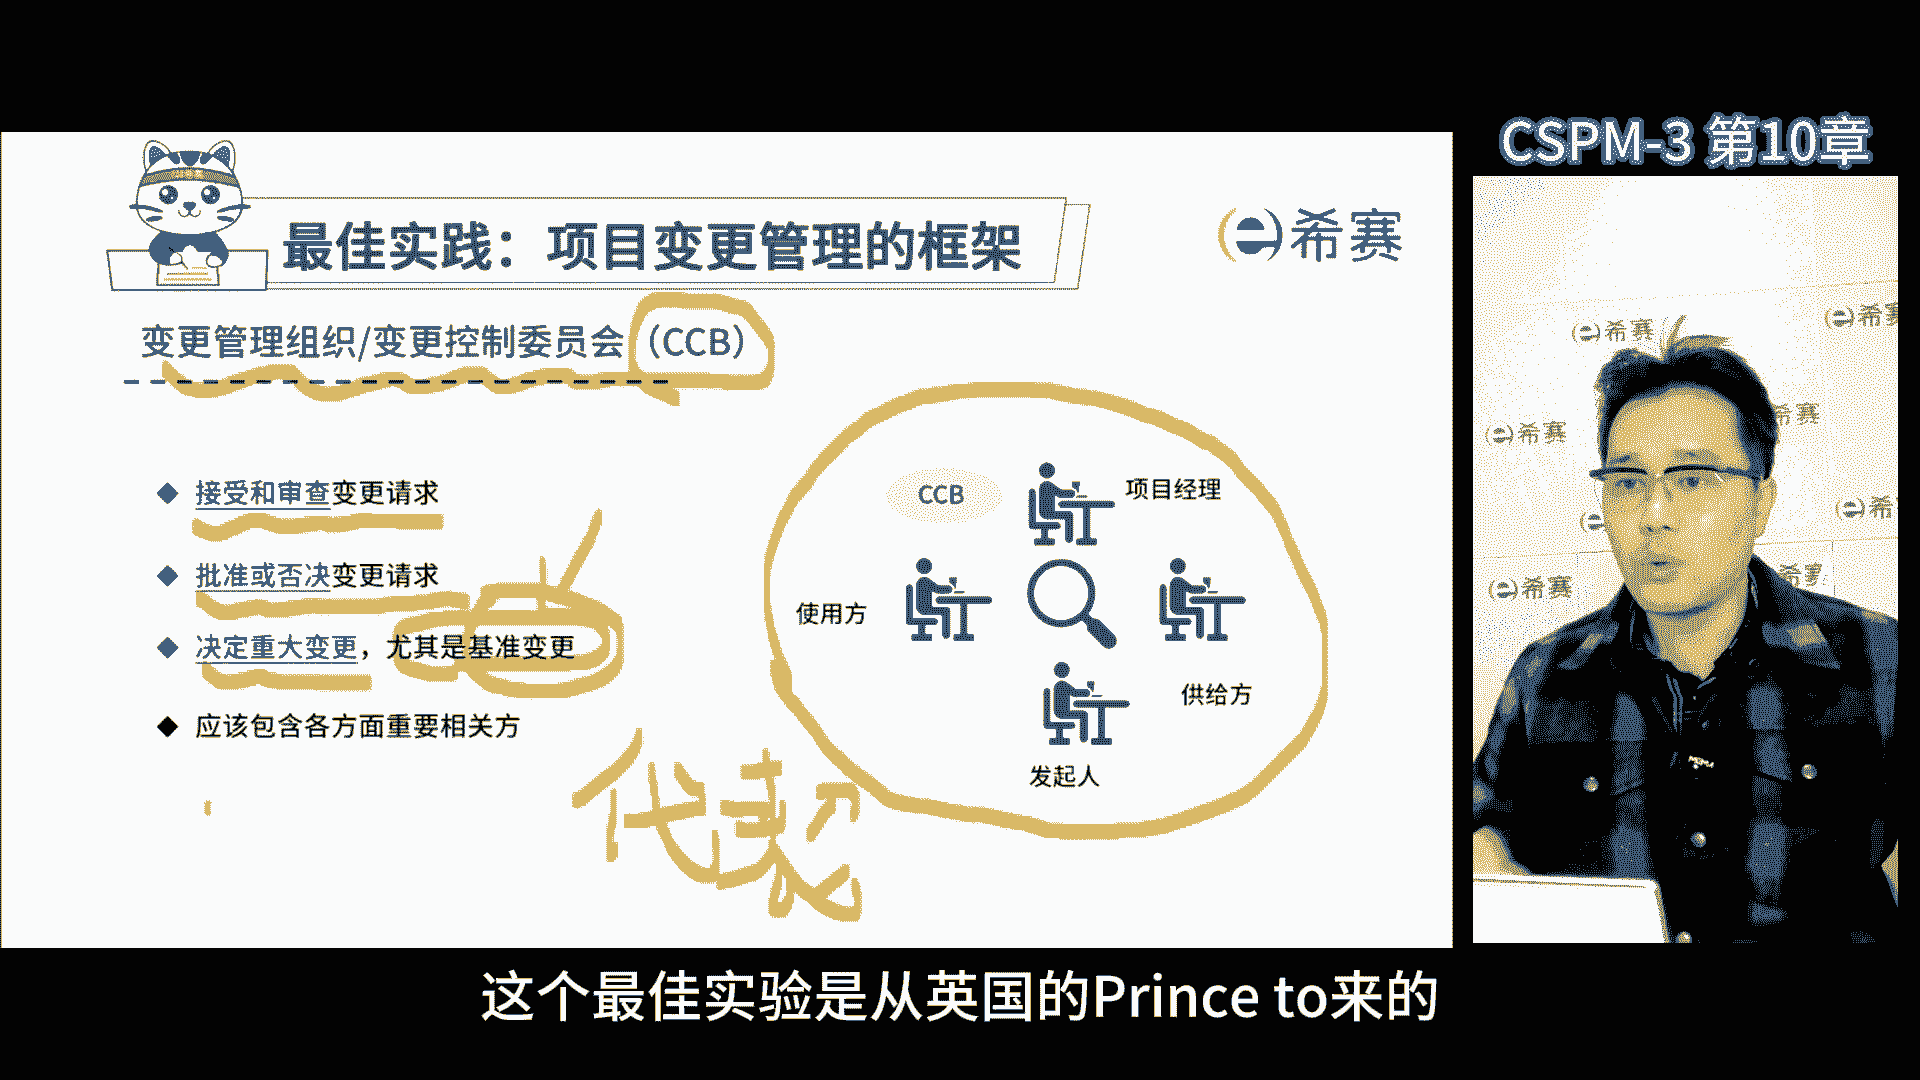 CSPM-3 第10章
最佳实践：项目变更管理的框架
希赛
变更管理组织/变更控制委员会（CCB）
接受和审查变更请求
批准或否决变更请求
决定重大变更，尤其是基准变更
应该包含各方面重要相关方
代表
CCB
项目经理
使用方
供给方
发起人
希赛
希赛
希赛
希赛
希赛
希赛
希赛
这个最佳实验是从英国的Prince to来的